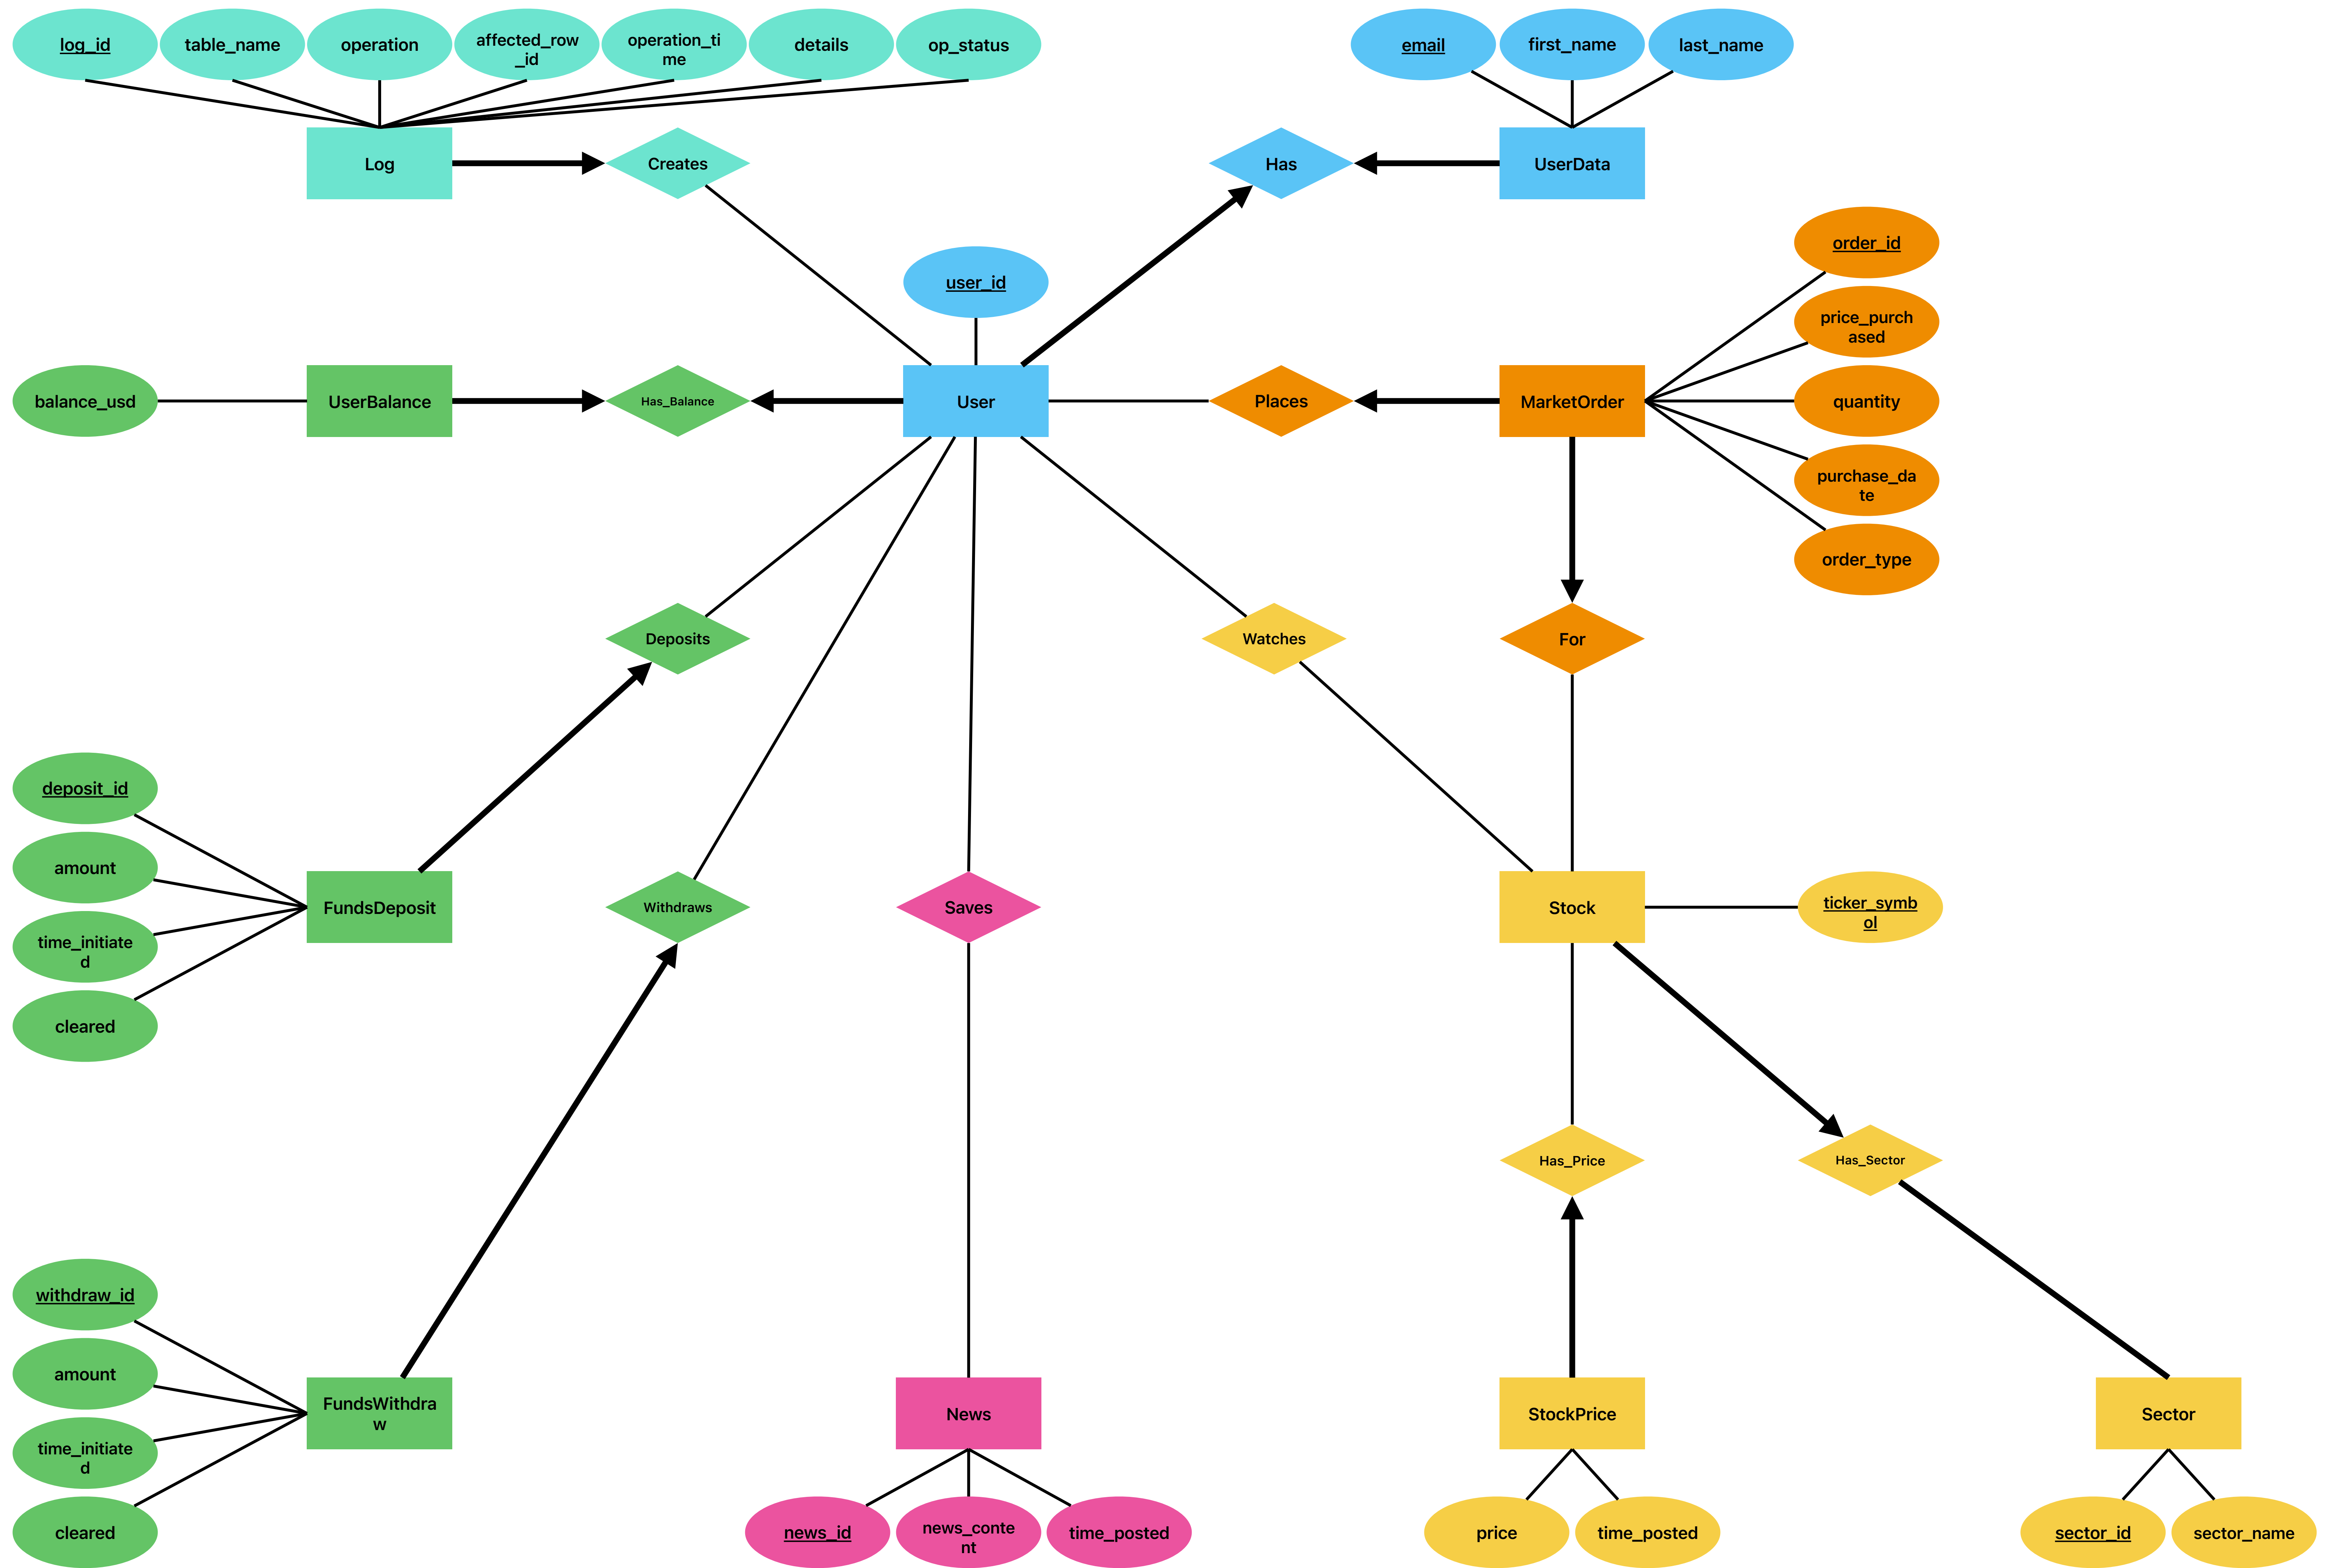 log_id
table_name
operation
affected_row
_id
operation_ti
me
details
op_status
email
first_name
last_name
Log
Creates
Has
UserData
user_id
order_id
price_purch
ased
balance_usd
UserBalance
Has_Balance
User
Places
MarketOrder
quantity
purchase_da
te
order_type
Deposits
Watches
For
deposit_id
amount
time_initiate
d
cleared
FundsDeposit
Withdraws
Saves
Stock
ticker_symb
ol
Has_Price
Has_Sector
withdraw_id
amount
time_initiate
d
cleared
FundsWithdra
w
News
StockPrice
Sector
news_id
news_conte
nt
time_posted
price
time_posted
sector_id
sector_name